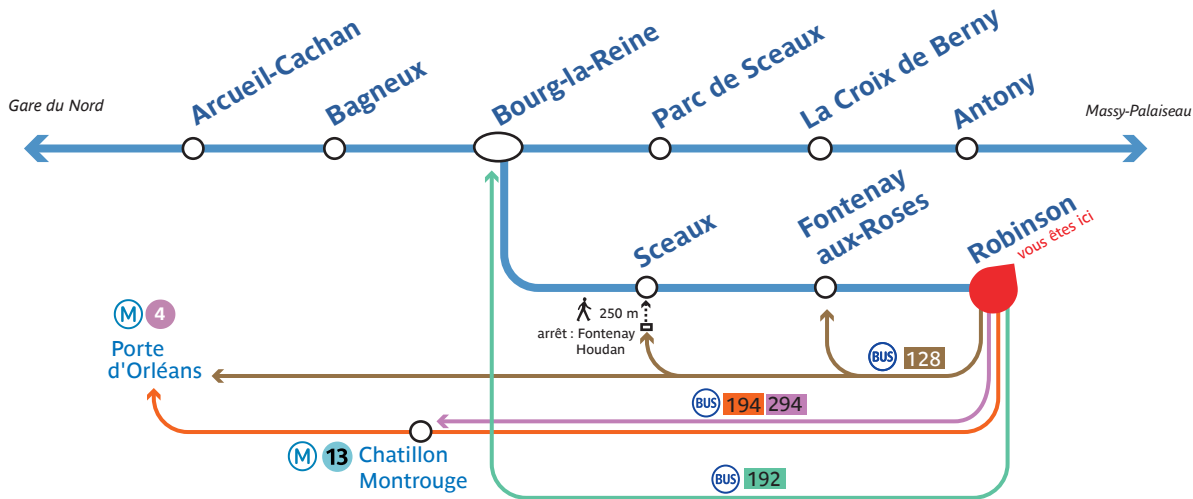 Gare du Nord
Arcueil-Cachan
Bagneux
Bourg-la-Reine
Parc de Sceaux
La Croix de Berny
Antony
Massy-Palaiseau
Sceaux
Fontenay
aux-Roses
Robinson
vous êtes ici
250 m
arrêt : Fontenay
Houdan
M 4
Porte
d'Orléans
BUS 128
BUS 194 294
M 13 Chatillon
Montrouge
BUS 192